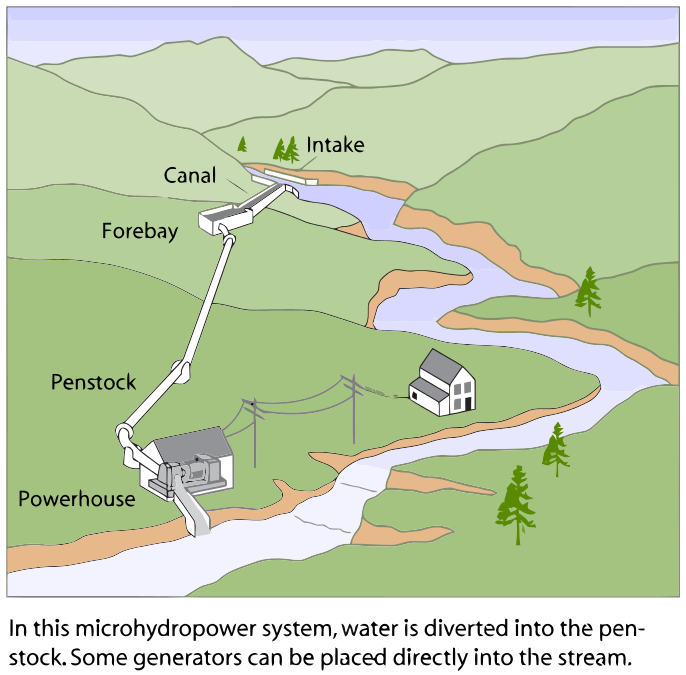 Intake
Canal
Forebay
Penstock
Powerhouse
In this microhydropower system, water is diverted into the pen-
stock. Some generators can be placed directly into the stream.